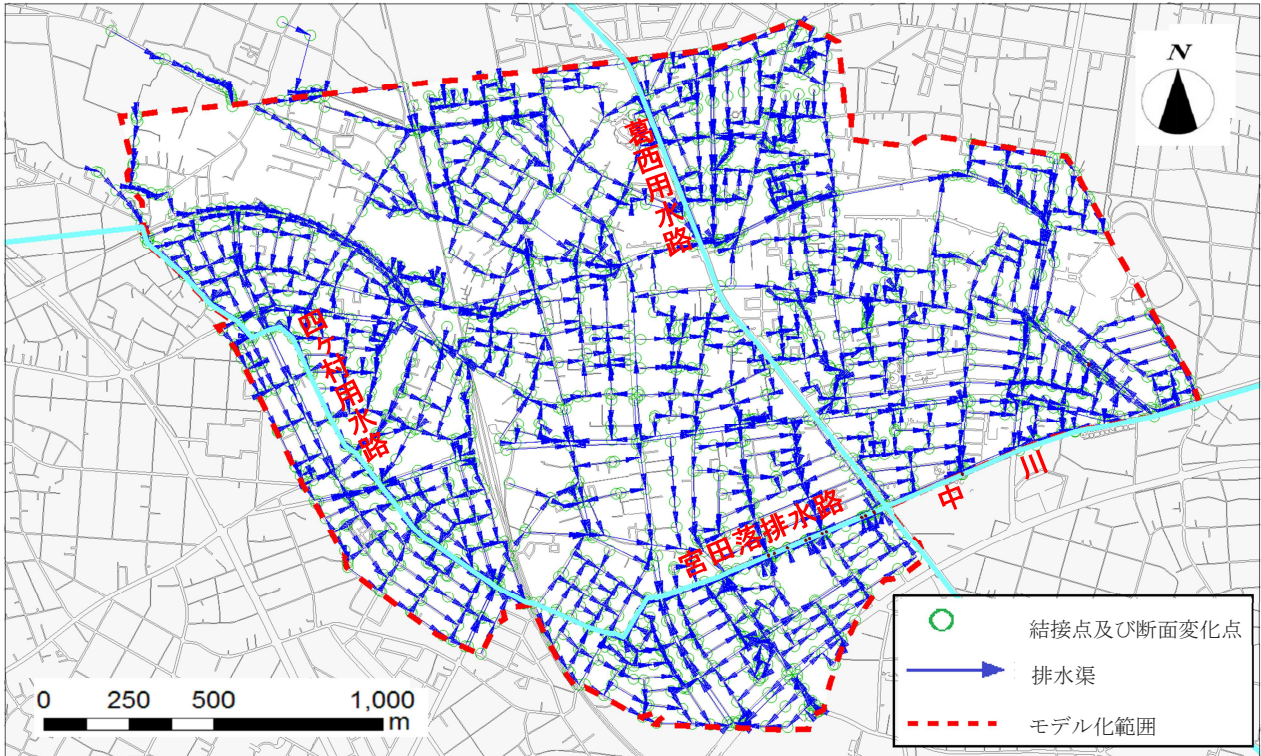 N
葛西用水路
四ケ村用水路
宮田落排水路
中川
0 250 500 1,000
m
結接点及び断面変化点
排水渠
モデル化範囲